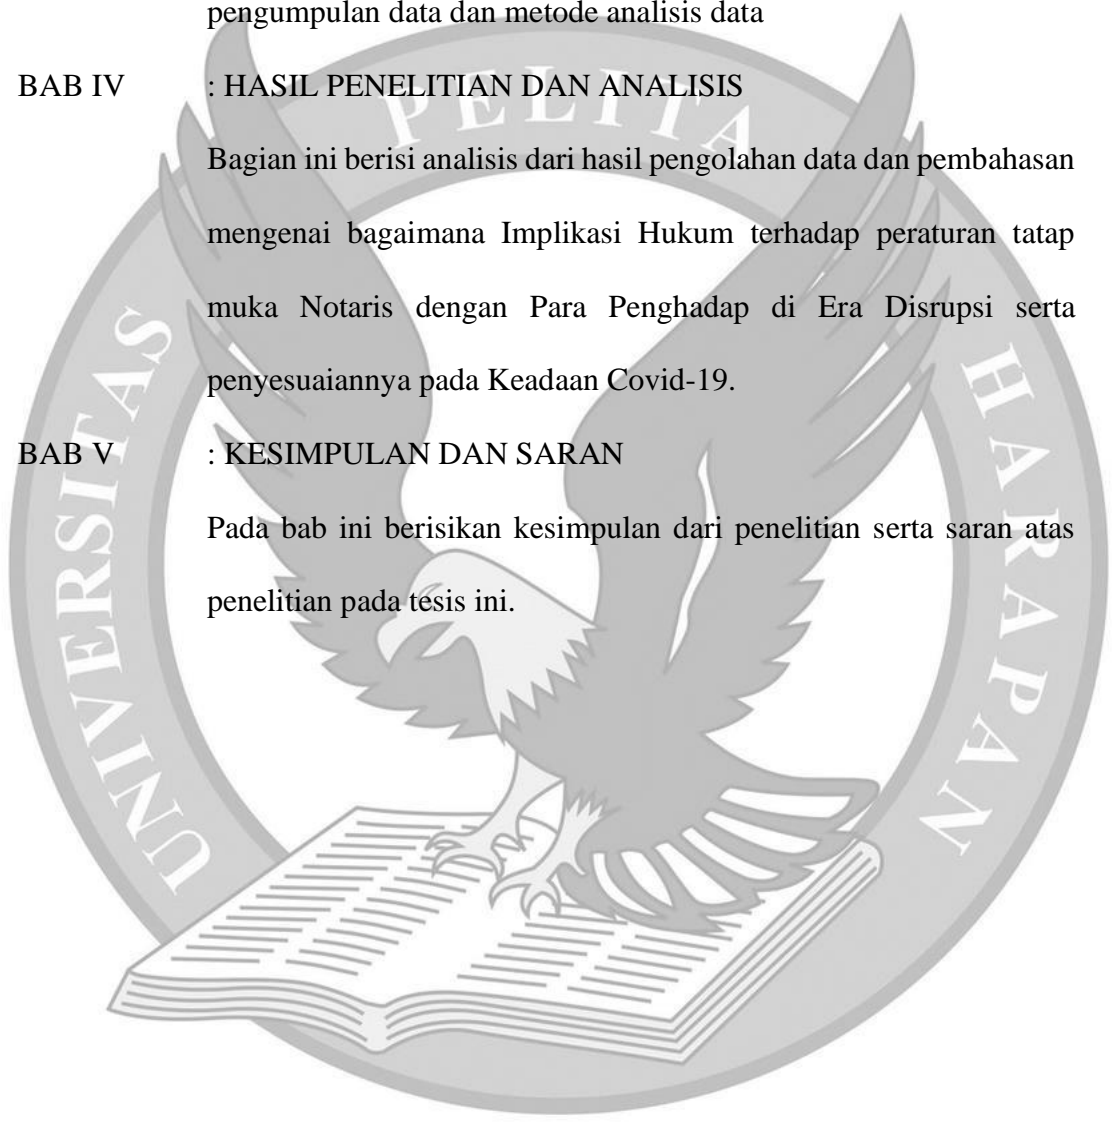 pengumpulan data dan metode analisis data
BAB IV : HASIL PENELITIAN DAN ANALISIS
Bagian ini berisi analisis dari hasil pengolahan data dan pembahasan
mengenai bagaimana Implikasi Hukum terhadap peraturan tatap
muka Notaris dengan Para Penghadap di Era Disrupsi serta
penyesuaiannya pada Keadaan Covid-19.
BAB V : KESIMPULAN DAN SARAN
Pada bab ini berisikan kesimpulan dari penelitian serta saran atas
penelitian pada tesis ini.
UNIVERSITAS PELITA HARAPAN